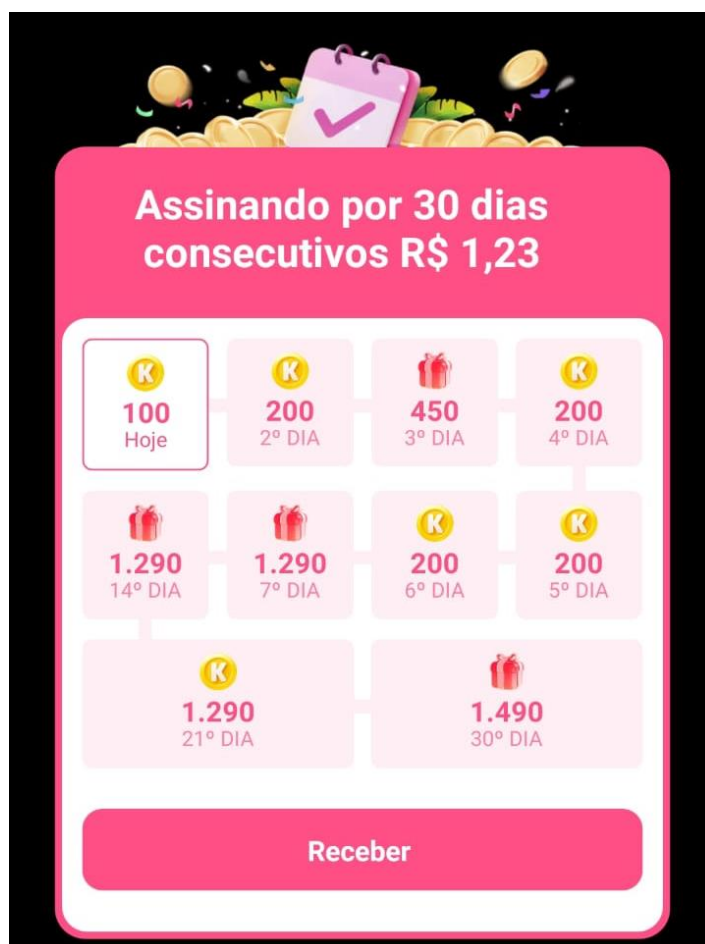 Assinando por 30 dias
consecutivos R$ 1,23
K
100
Hoje
K
200
2º DIA
450
3º DIA
K
200
4º DIA
1.290
14º DIA
1.290
7º DIA
K
200
6º DIA
K
200
5º DIA
K
1.290
21º DIA
1.490
30º DIA
Receber